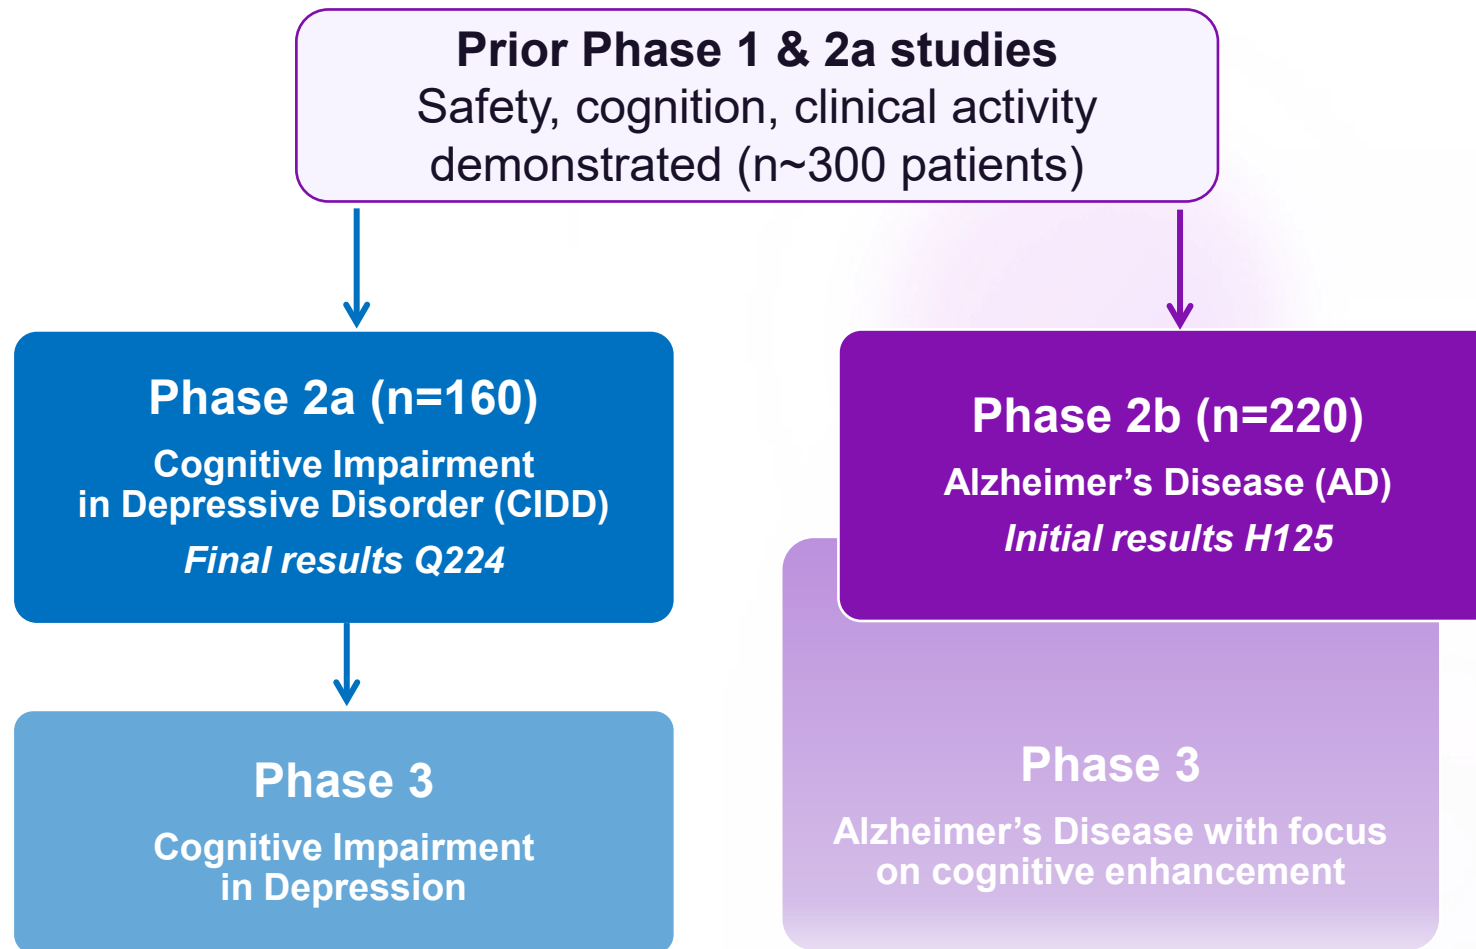 Prior Phase 1 & 2a studies
Safety, cognition, clinical activity
demonstrated (n~300 patients)
Phase 2a (n=160)
Cognitive Impairment
in Depressive Disorder (CIDD)
Final results Q224
Phase 2b (n=220)
Alzheimer’s Disease (AD)
Initial results H125
Phase 3
Cognitive Impairment
in Depression
Phase 3
Alzheimer’s Disease with focus
on cognitive enhancement